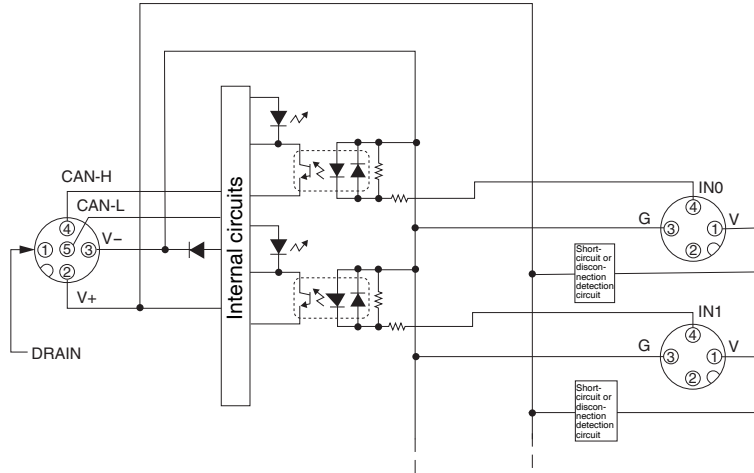 CAN-H
CAN-L
4
1
5
3
2
V−
V+
DRAIN
Internal circuits
IN0
4
G
3
1
V
2
Short-
circuit or
discon-
nection
detection
circuit
IN1
4
G
3
1
V
2
Short-
circuit or
discon-
nection
detection
circuit